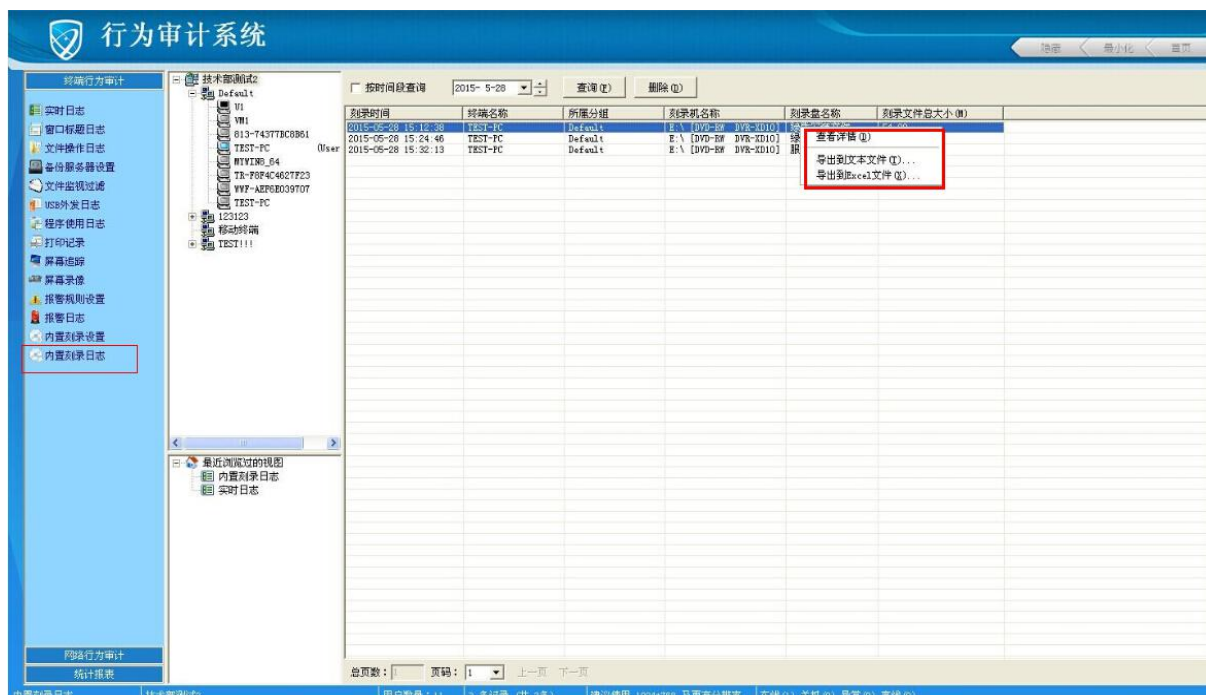 行为审计系统
隐藏
最小化
首页
终端行为审计
实时日志
窗口标题日志
文件操作日志
备份服务器设置
文件监视过滤
USB外发日志
程序使用日志
打印记录
屏幕追踪
屏幕录像
报警规则设置
报警日志
内置刻录设置
内置刻录日志
网络行为审计
统计报表
技术部测试2
Default
V1
VM1
813-74377BC8B61
TEST-PC (User
MYVIN8_64
TR-F8F4C4627F23
WYF-AEF6E039707
TEST-PC
123123
移动终端
TEST!!!
最近浏览过的视图
内置刻录日志
实时日志
按时间段查询 2015- 5-28 查询(F) 删除(D)
刻录时间 终端名称 所属分组 刻录机名称 刻录盘名称 刻录文件总大小(M)
2015-05-28 15:12:38 TEST-PC Default E:\ [DVD-RW DVR-XD10]
2015-05-28 15:24:46 TEST-PC Default E:\ [DVD-RW DVR-XD10]
2015-05-28 15:32:13 TEST-PC Default E:\ [DVD-RW DVR-XD10]
查看详情(D)
导出到文本文件(T)...
导出到Excel文件(X)...
总页数: 1 页码: 1 上一页 下一页